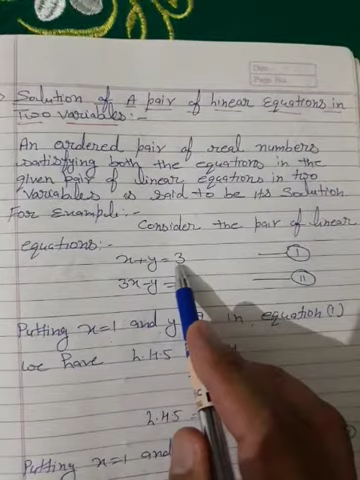 Date
Page No.
Solution of A pair of linear Equations in
Two variables:-
An ordered pair of real numbers
satisfying both the equations in the
given pair of linear equations in two
variables is said to be its solution
For Example:-
Consider the pair of linear
equations:-
x+y=3 —(I)
3x-y= —(II)
Putting x=1 and y in equation (1)
we have L.H.S
L.H.S =
Putting x=1 and